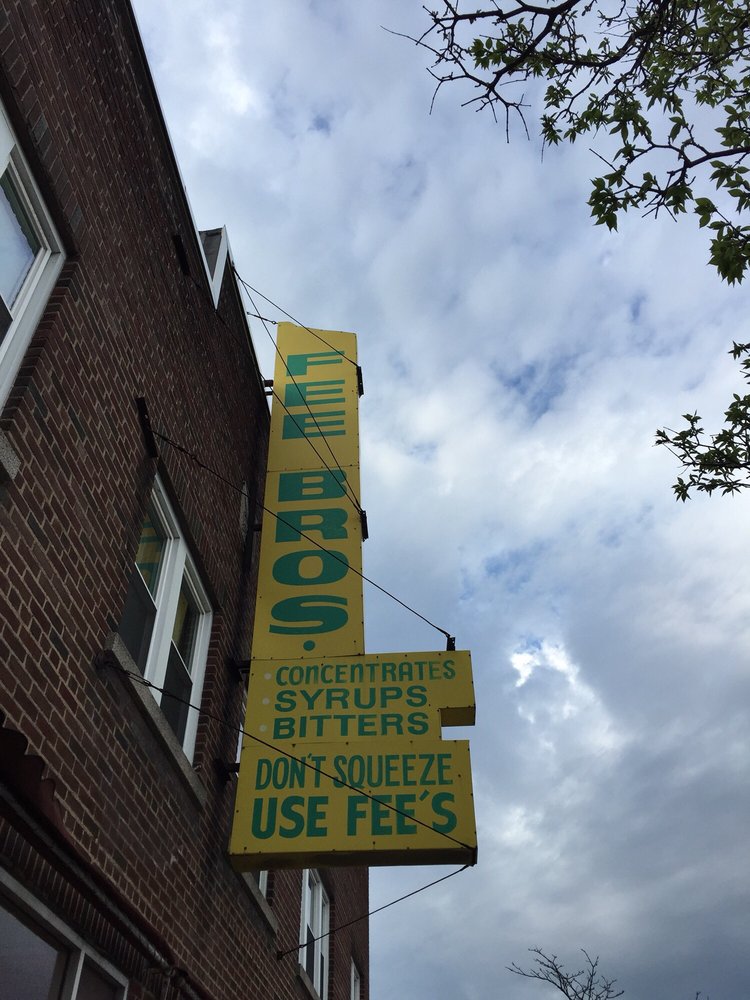 FEE
BROS.
· CONCENTRATES
· SYRUPS
· BITTERS
DON'T SQUEEZE
USE FEE'S